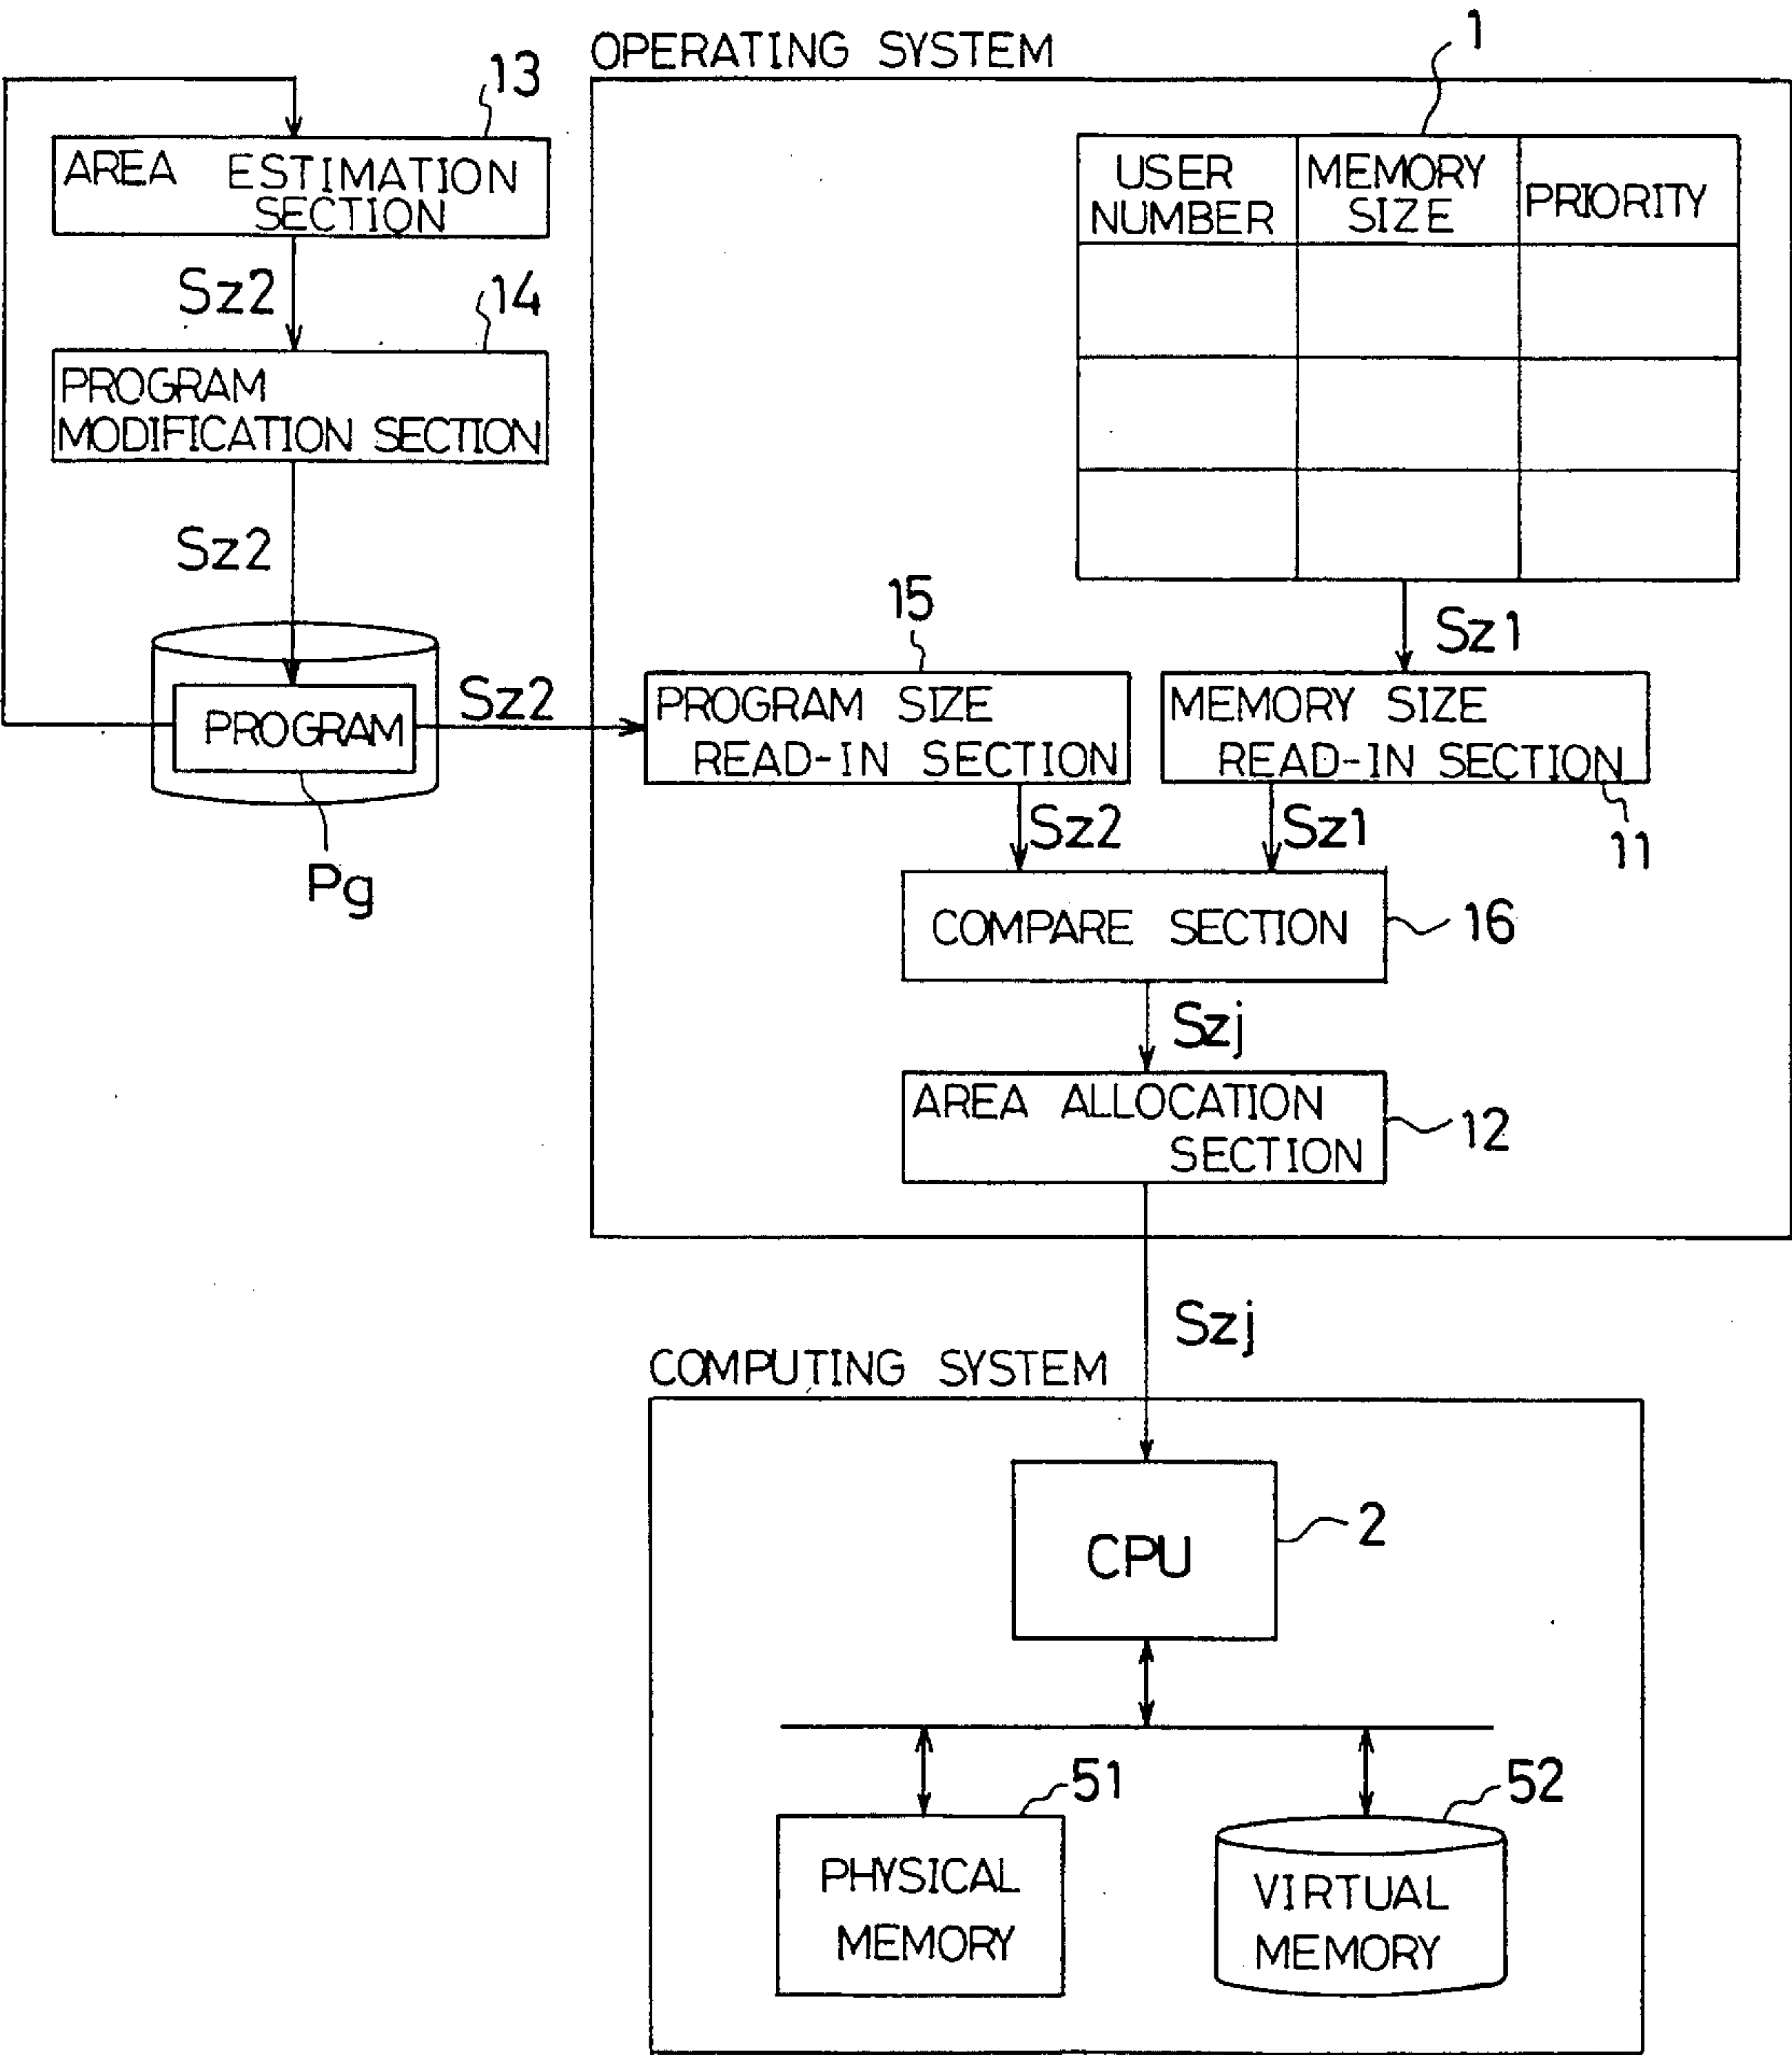 OPERATING SYSTEM
1
13
AREA ESTIMATION
SECTION
USER
NUMBER
MEMORY
SIZE
PRIORITY
Sz2
14
PROGRAM
MODIFICATION SECTION
Sz2
15
Sz1
PROGRAM
Sz2
PROGRAM SIZE
READ-IN SECTION
MEMORY SIZE
READ-IN SECTION
Pg
Sz2
Sz1
11
COMPARE SECTION
16
Szj
AREA ALLOCATION
SECTION
12
Szj
COMPUTING SYSTEM
CPU
2
51
52
PHYSICAL
MEMORY
VIRTUAL
MEMORY